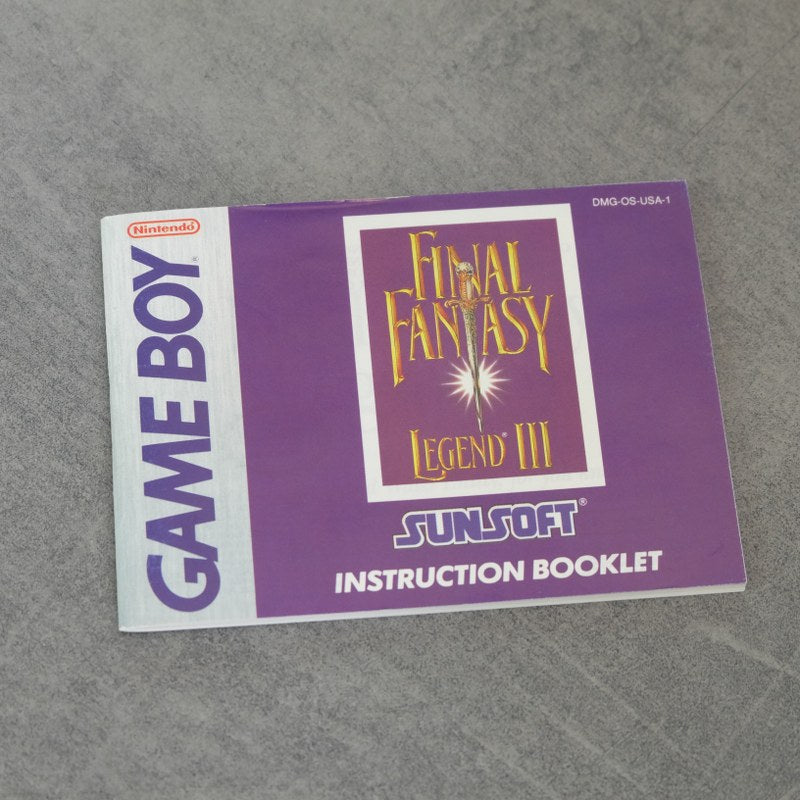 Nintendo®
GAME BOY®
DMG-OS-USA-1
FINAL
FANTASY
LEGEND® III
SUNSOFT®
INSTRUCTION BOOKLET